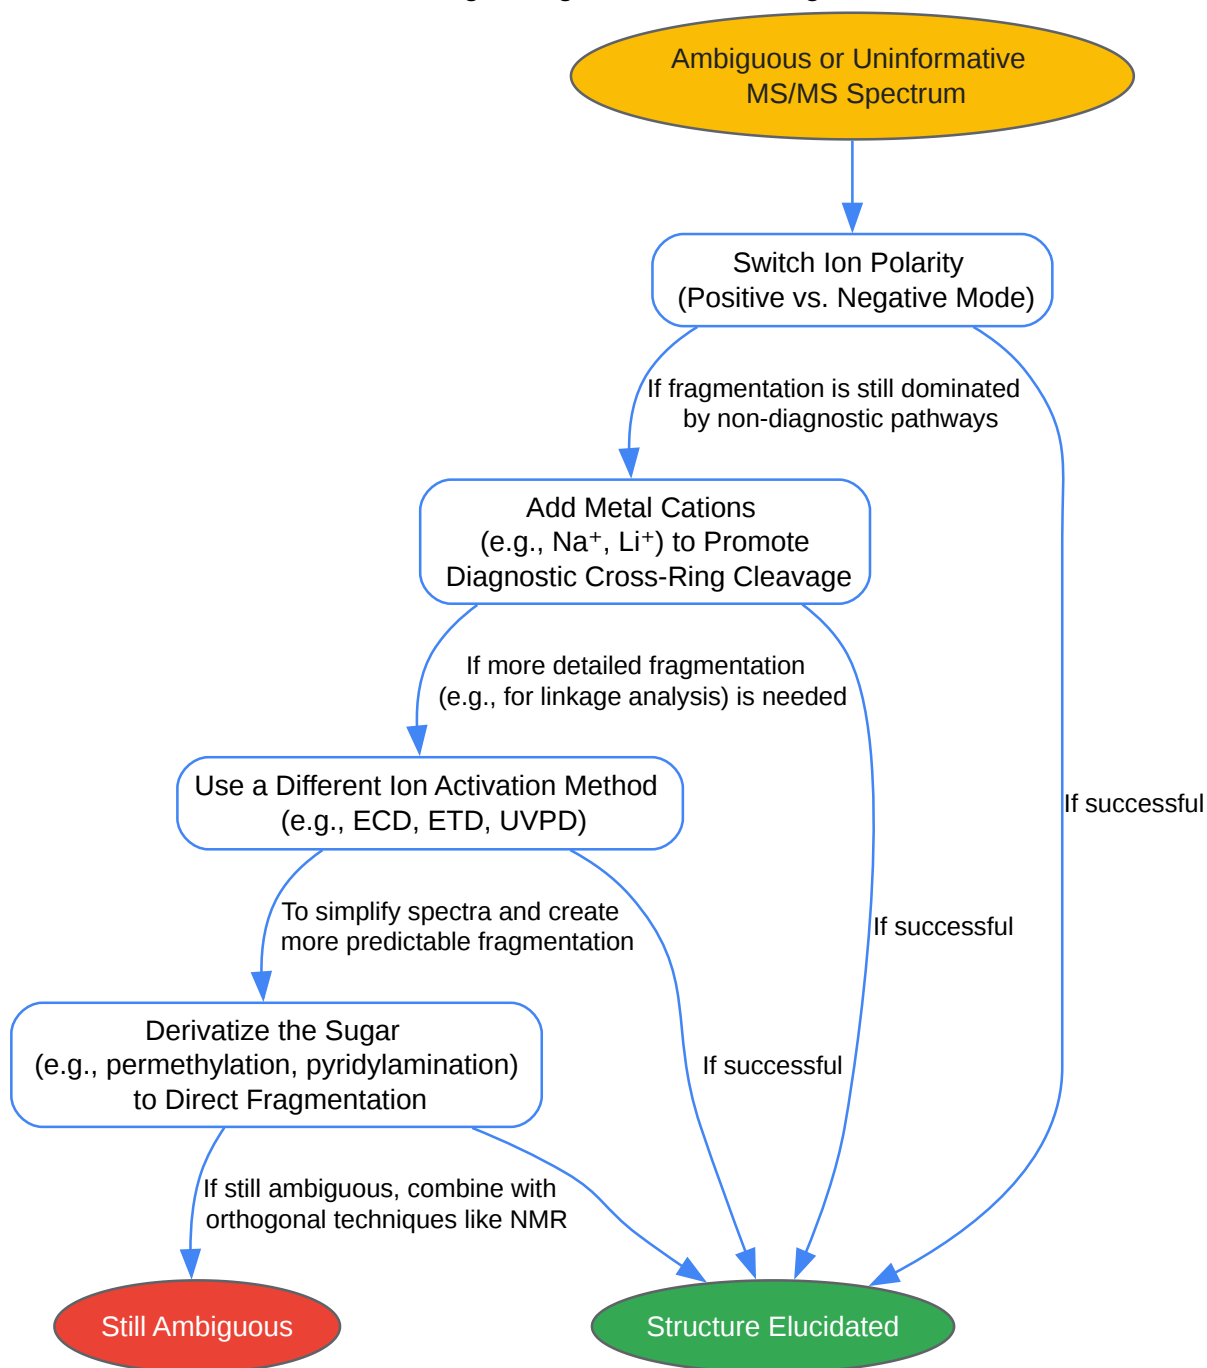 Ambiguous or Uninformative
MS/MS Spectrum
Switch Ion Polarity
(Positive vs. Negative Mode)
If fragmentation is still dominated
by non-diagnostic pathways
Add Metal Cations
(e.g., Na⁺, Li⁺) to Promote
Diagnostic Cross-Ring Cleavage
If more detailed fragmentation
(e.g., for linkage analysis) is needed
Use a Different Ion Activation Method
(e.g., ECD, ETD, UVPD)
If successful
To simplify spectra and create
more predictable fragmentation
If successful
Derivatize the Sugar
(e.g., permethylation, pyridylamination)
to Direct Fragmentation
If successful
If still ambiguous, combine with
orthogonal techniques like NMR
Still Ambiguous
Structure Elucidated